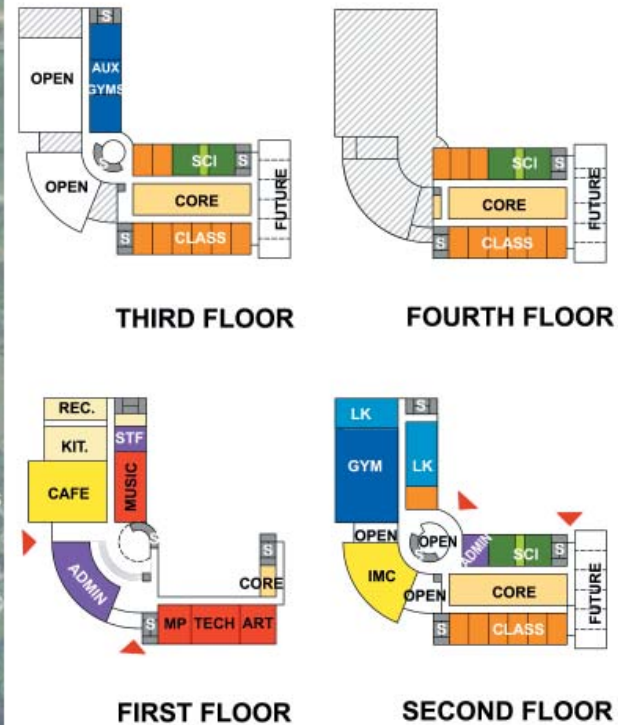 S
OPEN
AUX
GYMS
S
SCI
S
OPEN
CORE
FUTURE
S
CLASS
THIRD FLOOR
SCI
S
CORE
FUTURE
S
CLASS
FOURTH FLOOR
REC.
STF
KIT.
MUSIC
CAFE
S
S
ADMIN
CORE
S
MP
TECH
ART
FIRST FLOOR
LK
S
GYM
LK
OPEN
OPEN
S
ADMIN
SCI
S
IMC
OPEN
CORE
FUTURE
S
CLASS
SECOND FLOOR